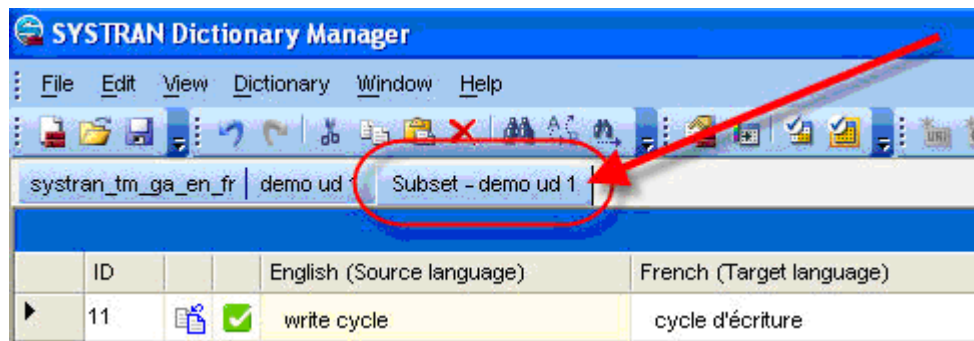 SYSTRAN Dictionary Manager
File Edit View Dictionary Window Help
systran_tm_ga_en_fr demo ud 1 Subset - demo ud 1
ID English (Source language) French (Target language)
11 write cycle cycle d'écriture